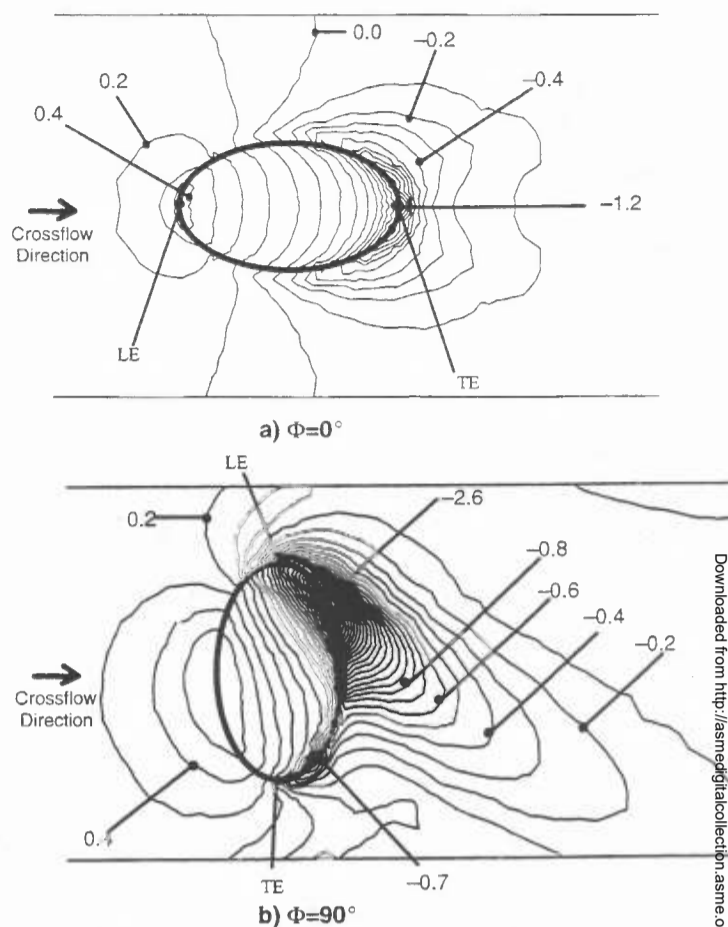 0.0
−0.2
0.2
−0.4
0.4
−1.2
Crossflow
Direction
LE
TE
a) Φ=0°
LE
−2.6
0.2
−0.8
−0.6
−0.4
−0.2
Crossflow
Direction
TE
−0.7
b) Φ=90°
Downloaded from http://asmedigitalcollection.asme.o